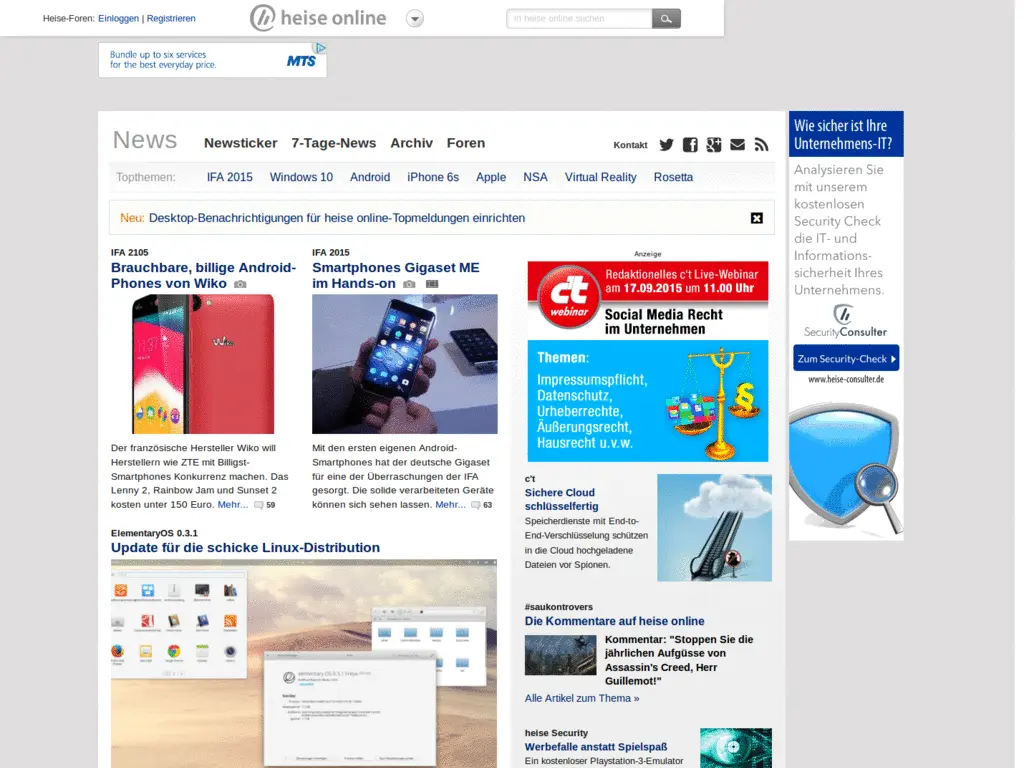 Heise-Foren: Einloggen | Registrieren
heise online
in heise online suchen
Bundle up to six services
for the best everyday price.
MTS
News
Newsticker 7-Tage-News Archiv Foren
Kontakt
Topthemen: IFA 2015 Windows 10 Android iPhone 6s Apple NSA Virtual Reality Rosetta
Neu: Desktop-Benachrichtigungen für heise online-Topmeldungen einrichten
IFA 2105
Brauchbare, billige Android-
Phones von Wiko
Der französische Hersteller Wiko will
Herstellern wie ZTE mit Billigst-
Smartphones Konkurrenz machen. Das
Lenny 2, Rainbow Jam und Sunset 2
kosten unter 150 Euro. Mehr... 59
IFA 2015
Smartphones Gigaset ME
im Hands-on
Mit den ersten eigenen Android-
Smartphones hat der deutsche Gigaset
für eine der Überraschungen der IFA
gesorgt. Die solide verarbeiteten Geräte
können sich sehen lassen. Mehr... 63
ElementaryOS 0.3.1
Update für die schicke Linux-Distribution
Anzeige
c't
webinar
Redaktionelles c't Live-Webinar
am 17.09.2015 um 11.00 Uhr
Social Media Recht
im Unternehmen
Themen:
Impressumspflicht,
Datenschutz,
Urheberrechte,
Äußerungsrecht,
Hausrecht u.v.w.
§
c't
Sichere Cloud
schlüsselfertig
Speicherdienste mit End-to-
End-Verschlüsselung schützen
in die Cloud hochgeladene
Dateien vor Spionen.
#saukontrovers
Die Kommentare auf heise online
Kommentar: "Stoppen Sie die
jährlichen Aufgüsse von
Assassin's Creed, Herr
Guillemot!"
Alle Artikel zum Thema »
heise Security
Werbefalle anstatt Spielspaß
Ein kostenloser Playstation-3-Emulator
Wie sicher ist Ihre
Unternehmens-IT?
Analysieren Sie
mit unserem
kostenlosen
Security Check
die IT- und
Informations-
sicherheit Ihres
Unternehmens.
SecurityConsulter
Zum Security-Check
www.heise-consulter.de